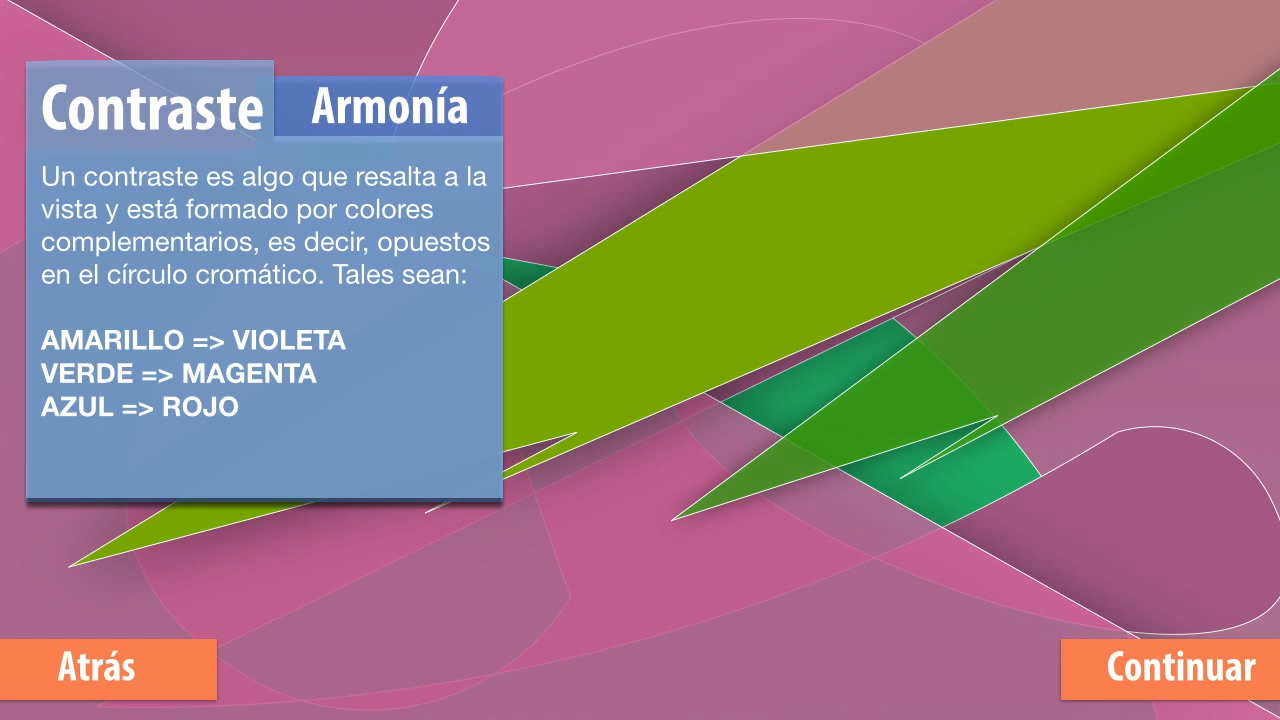 Contraste
Armonía
Un contraste es algo que resalta a la
vista y está formado por colores
complementarios, es decir, opuestos
en el círculo cromático. Tales sean:
AMARILLO => VIOLETA
VERDE => MAGENTA
AZUL => ROJO
Atrás
Continuar